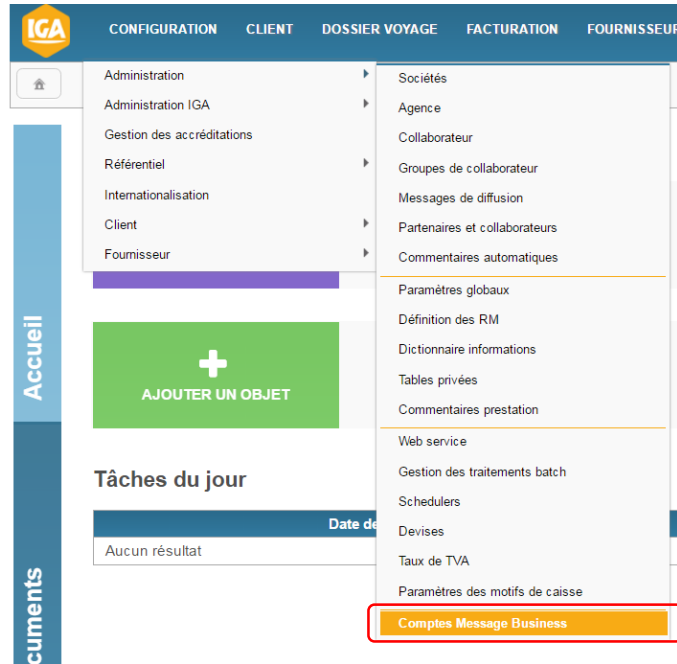 IGA
CONFIGURATION CLIENT DOSSIER VOYAGE FACTURATION FOURNISSEUR
Administration
Administration IGA
Gestion des accréditations
Référentiel
Internationalisation
Client
Fournisseur
Sociétés
Agence
Collaborateur
Groupes de collaborateur
Messages de diffusion
Partenaires et collaborateurs
Commentaires automatiques
Paramètres globaux
Définition des RM
Dictionnaire informations
Tables privées
Commentaires prestation
Web service
Gestion des traitements batch
Schedulers
Devises
Taux de TVA
Paramètres des motifs de caisse
Comptes Message Business
Accueil
AJOUTER UN OBJET
Tâches du jour
Date de
Aucun résultat
cuments